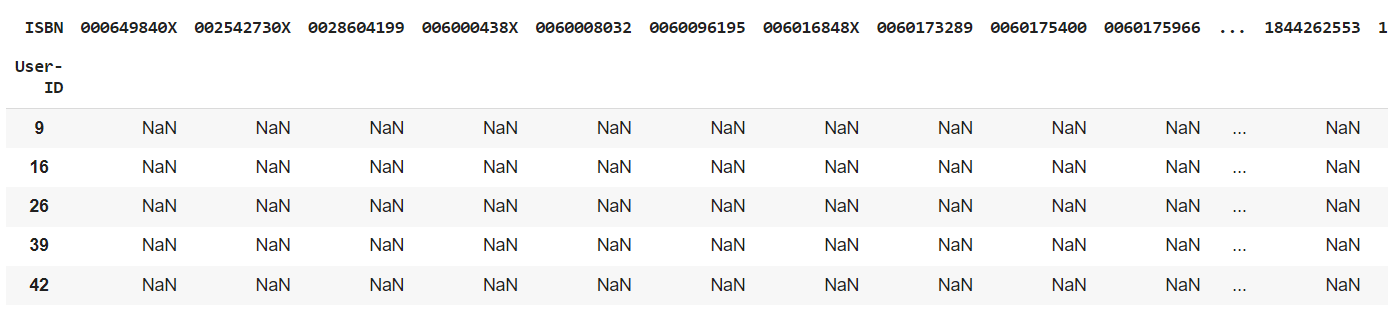 ISBN 000649840X 002542730X 0028604199 006000438X 0060008032 0060096195 006016848X 0060173289 0060175400 0060175966 ... 1844262553 1
User-
ID
9 NaN NaN NaN NaN NaN NaN NaN NaN NaN NaN ... NaN
16 NaN NaN NaN NaN NaN NaN NaN NaN NaN NaN ... NaN
26 NaN NaN NaN NaN NaN NaN NaN NaN NaN NaN ... NaN
39 NaN NaN NaN NaN NaN NaN NaN NaN NaN NaN ... NaN
42 NaN NaN NaN NaN NaN NaN NaN NaN NaN NaN ... NaN